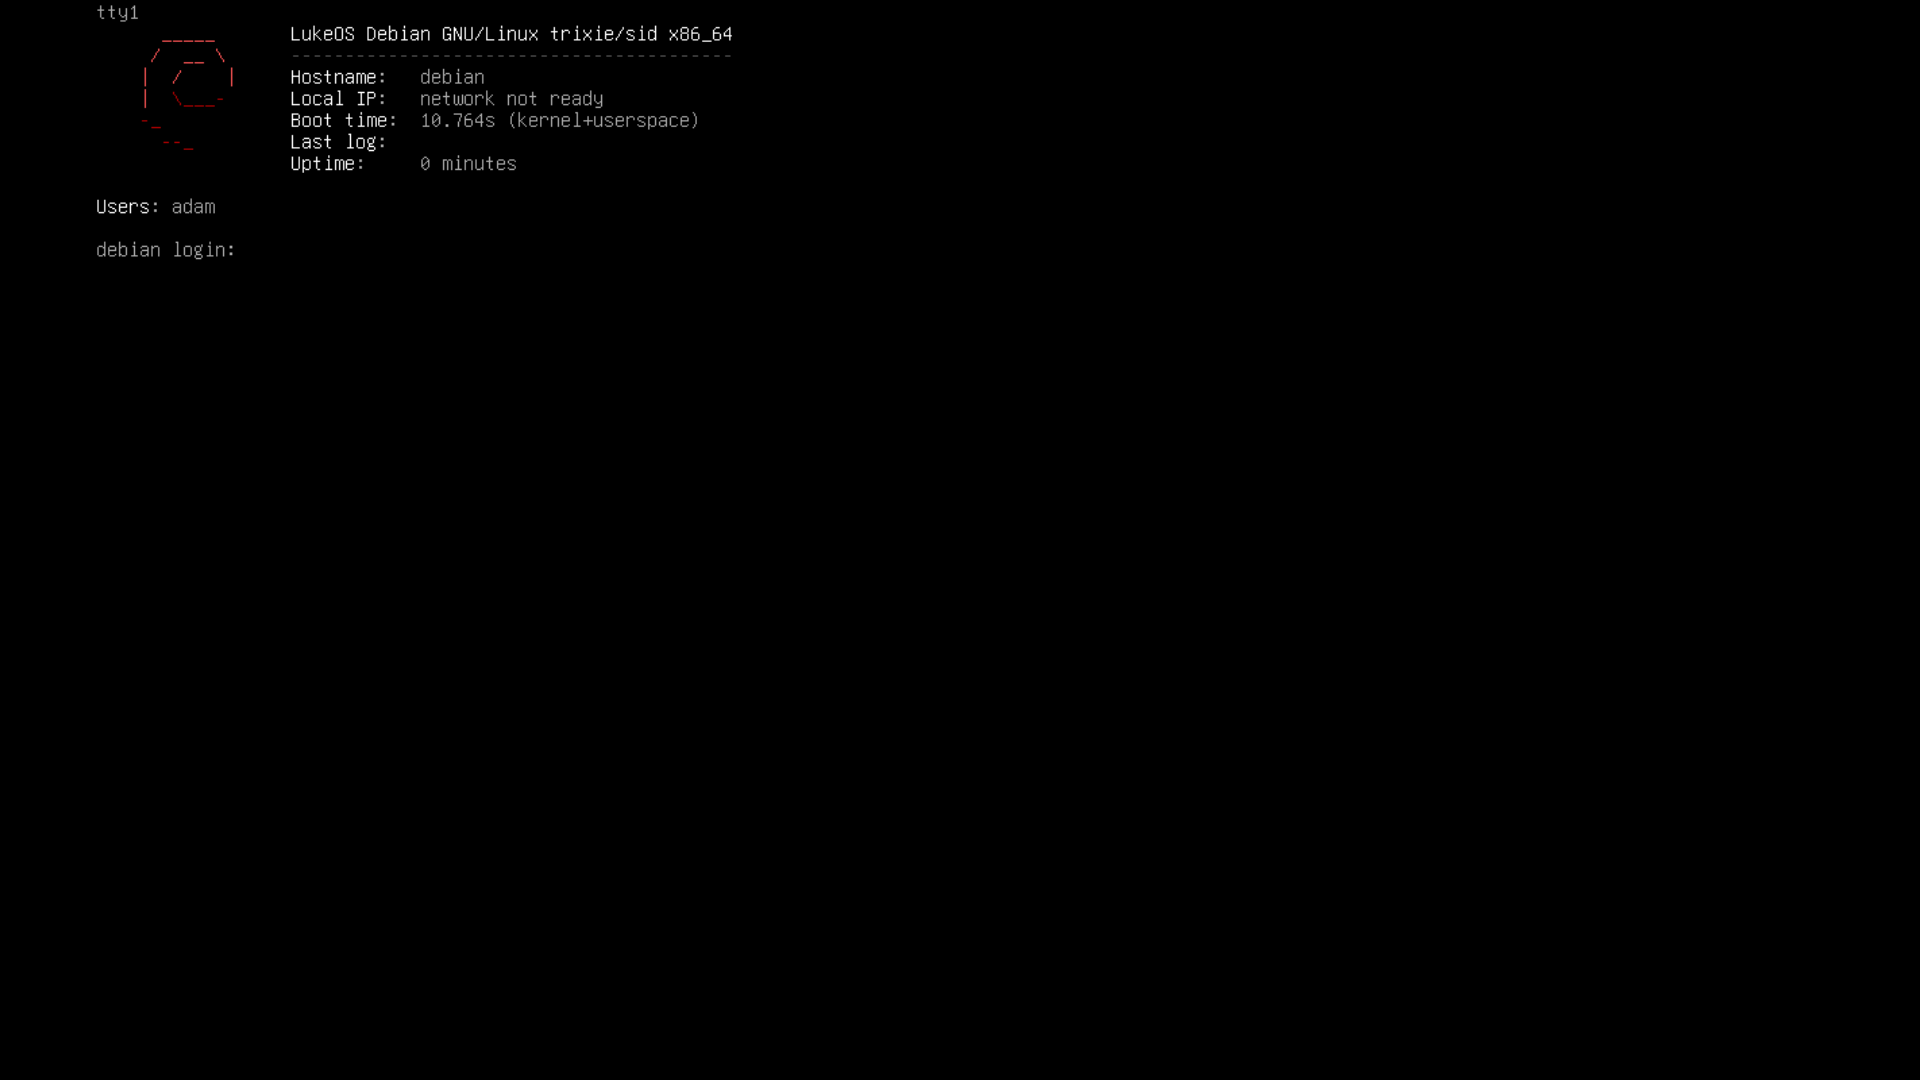 tty1
LukeOS Debian GNU/Linux trixie/sid x86_64
-----------------------------------------
Hostname: debian
Local IP: network not ready
Boot time: 10.764s (kernel+userspace)
Last log:
Uptime: 0 minutes
Users: adam
debian login: